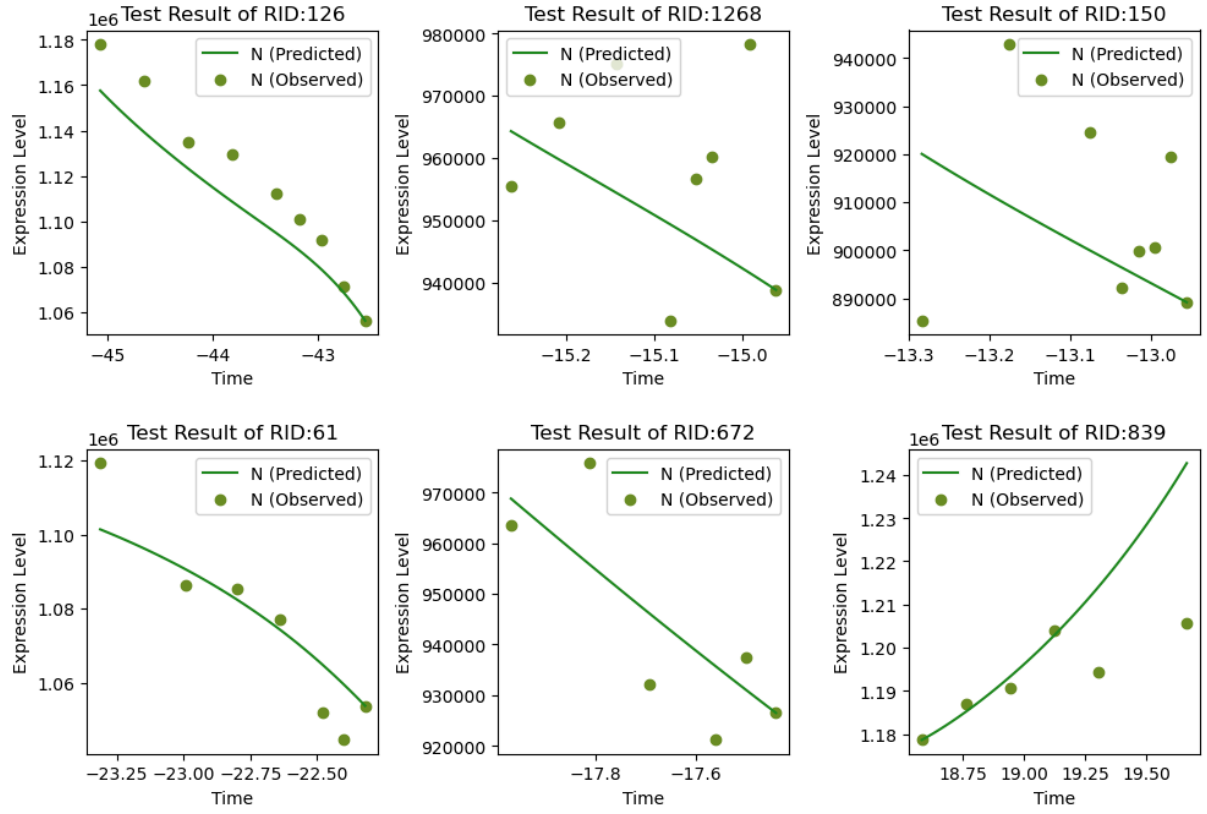 Test Result of RID:126
1e6
N (Predicted)
N (Observed)
1.18
1.16
1.14
1.12
1.10
1.08
1.06
Expression Level
−45
−44
−43
Time
Test Result of RID:1268
N (Predicted)
N (Observed)
980000
970000
960000
950000
940000
Expression Level
−15.2
−15.1
−15.0
Time
Test Result of RID:150
N (Predicted)
N (Observed)
940000
930000
920000
910000
900000
890000
Expression Level
−13.3
−13.2
−13.1
−13.0
Time
Test Result of RID:61
1e6
N (Predicted)
N (Observed)
1.12
1.10
1.08
1.06
Expression Level
−23.25
−23.00
−22.75
−22.50
Time
Test Result of RID:672
N (Predicted)
N (Observed)
970000
960000
950000
940000
930000
920000
Expression Level
−17.8
−17.6
Time
Test Result of RID:839
1e6
N (Predicted)
N (Observed)
1.24
1.23
1.22
1.21
1.20
1.19
1.18
Expression Level
18.75
19.00
19.25
19.50
Time